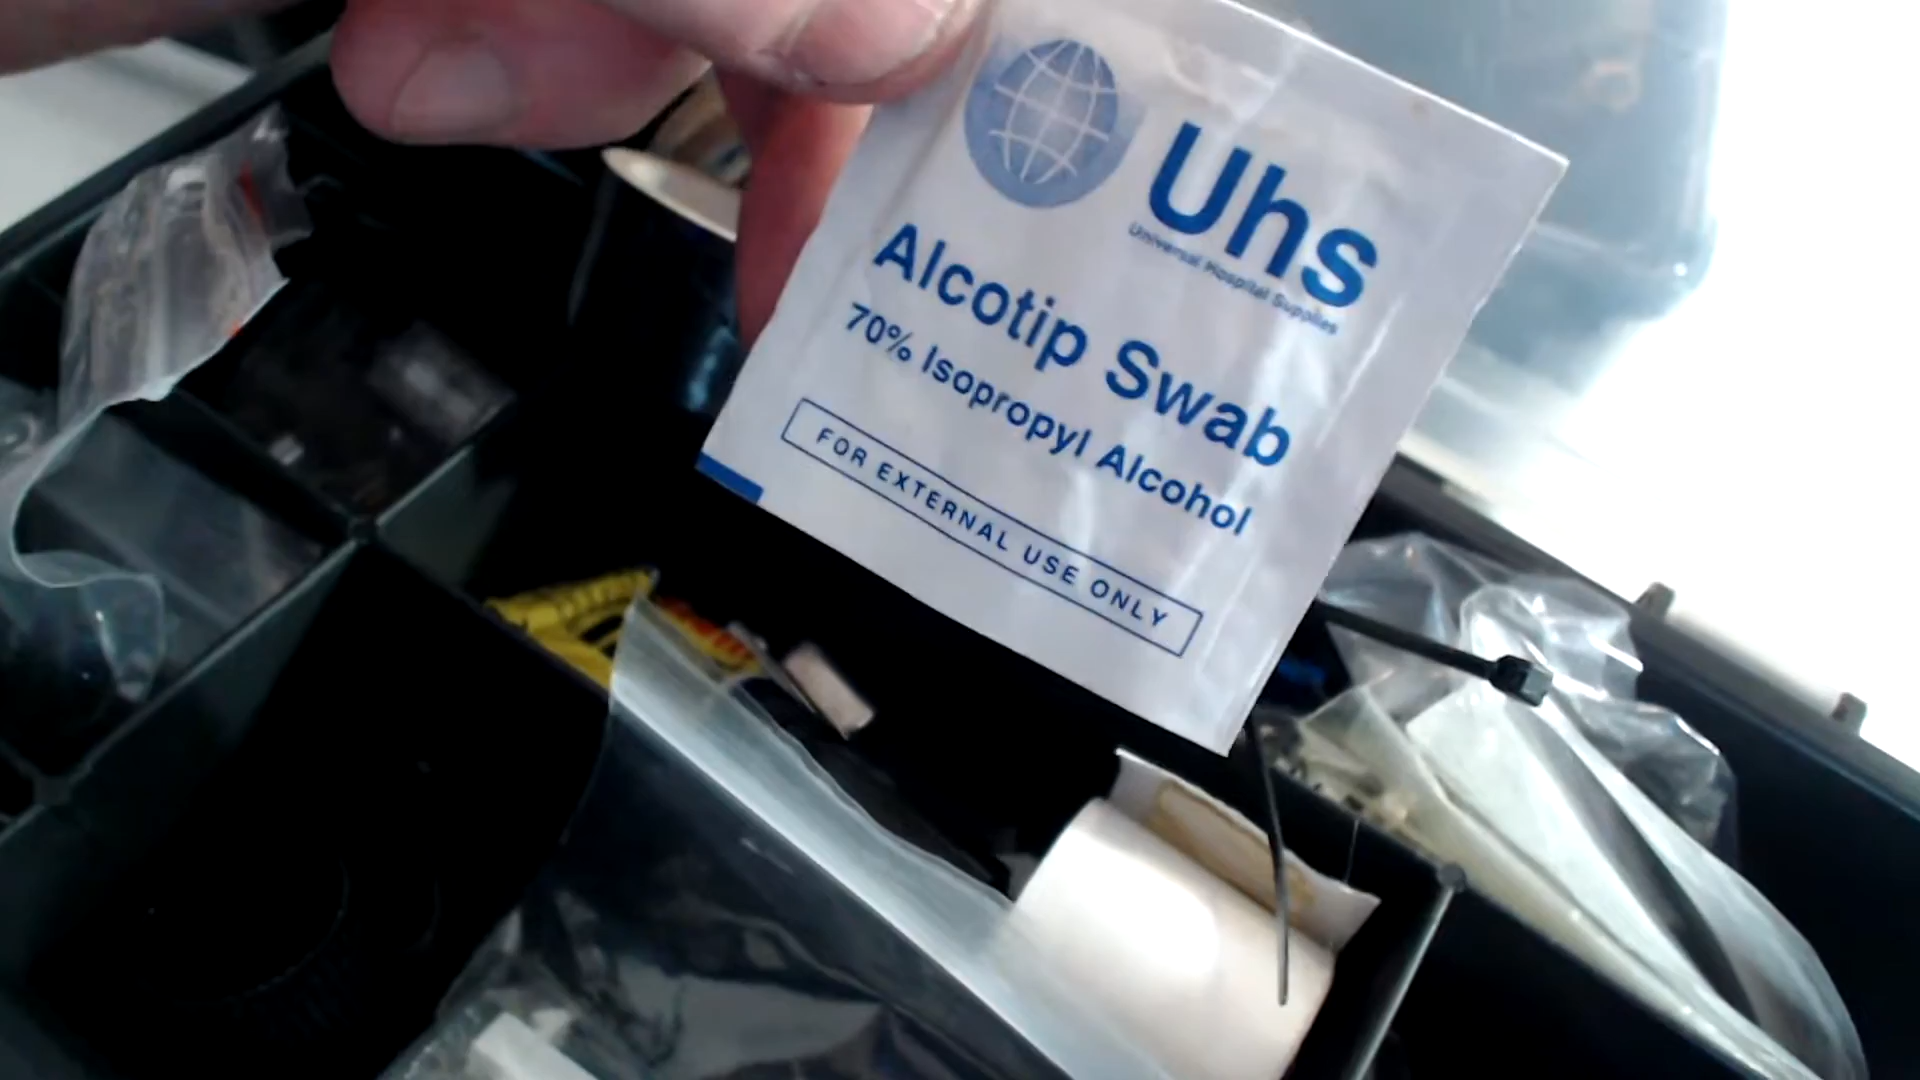 Uhs
Universal Hospital Supplies
Alcotip Swab
70% Isopropyl Alcohol
FOR EXTERNAL USE ONLY